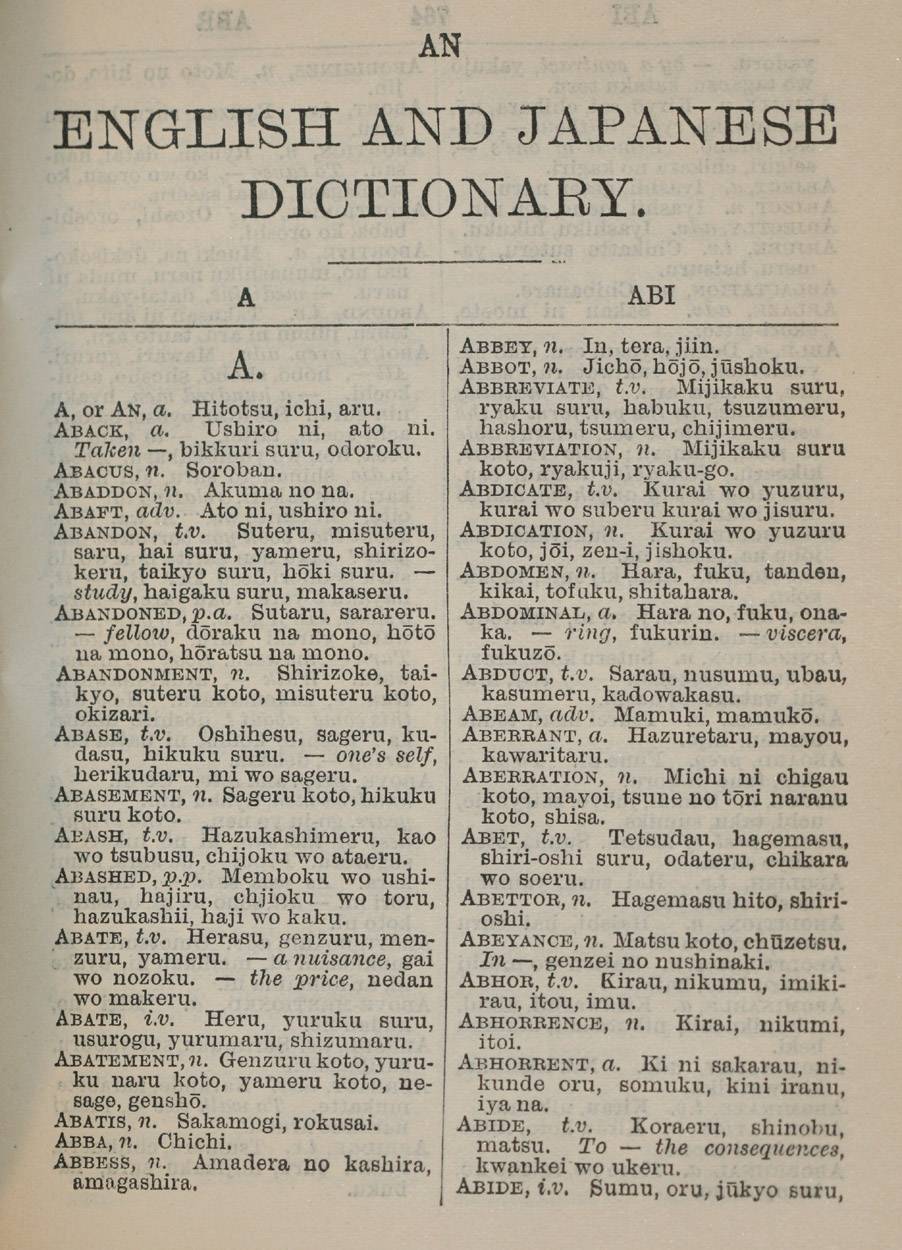 AN
ENGLISH AND JAPANESE
DICTIONARY.
A
ABI
A.
A, or AN, a. Hitotsu, ichi, aru.
ABACK, a. Ushiro ni, ato ni.
Taken —, bikkuri suru, odoroku.
ABACUS, n. Soroban.
ABADDON, n. Akuma no na.
ABAFT, adv. Ato ni, ushiro ni.
ABANDON, t.v. Suteru, misuteru,
saru, hai suru, yameru, shirizo-
keru, taikyo suru, hōki suru. —
study, haigaku suru, makaseru.
ABANDONED, p.a. Sutaru, sarareru.
— fellow, dōraku na mono, hōtō
na mono, hōratsu na mono.
ABANDONMENT, n. Shirizoke, tai-
kyo, suteru koto, misuteru koto,
okizari.
ABASE, t.v. Oshihesu, sageru, ku-
dasu, hikuku suru. — one's self,
herikudaru, mi wo sageru.
ABASEMENT, n. Sageru koto, hikuku
suru koto.
ABASH, t.v. Hazukashimeru, kao
wo tsubusu, chijoku wo ataeru.
ABASHED, p.p. Memboku wo ushi-
nau, hajiru, chjioku wo toru,
hazukashii, haji wo kaku.
ABATE, t.v. Herasu, genzuru, men-
zuru, yameru. — a nuisance, gai
wo nozoku. — the price, nedan
wo makeru.
ABATE, i.v. Heru, yuruku suru,
usurogu, yurumaru, shizumaru.
ABATEMENT, n. Genzuru koto, yuru-
ku naru koto, yameru koto, ne-
sage, genshō.
ABATIS, n. Sakamogi, rokusai.
ABBA, n. Chichi.
ABBESS, n. Amadera no kashira,
amagashira.
ABBEY, n. In, tera, jiin.
ABBOT, n. Jichō, hōjō, jūshoku.
ABBREVIATE, t.v. Mijikaku suru,
ryaku suru, habuku, tsuzumeru,
hashoru, tsumeru, chijimeru.
ABBREVIATION, n. Mijikaku suru
koto, ryakuji, ryaku-go.
ABDICATE, t.v. Kurai wo yuzuru,
kurai wo suberu kurai wo jisuru.
ABDICATION, n. Kurai wo yuzuru
koto, jōi, zen-i, jishoku.
ABDOMEN, n. Hara, fuku, tanden,
kikai, tofuku, shitahara.
ABDOMINAL, a. Hara no, fuku, ona-
ka. — ring, fukurin. — viscera,
fukuzō.
ABDUCT, t.v. Sarau, nusumu, ubau,
kasumeru, kadowakasu.
ABEAM, adv. Mamuki, mamukō.
ABERRANT, a. Hazuretaru, mayou,
kawaritaru.
ABERRATION, n. Michi ni chigau
koto, mayoi, tsune no tōri naranu
koto, shisa.
ABET, t.v. Tetsudau, hagemasu,
shiri-oshi suru, odateru, chikara
wo soeru.
ABETTOR, n. Hagemasu hito, shiri-
oshi.
ABEYANCE, n. Matsu koto, chūzetsu.
In —, genzei no nushinaki.
ABHOR, t.v. Kirau, nikumu, imiki-
rau, itou, imu.
ABHORRENCE, n. Kirai, nikumi,
itoi.
ABHORRENT, a. Ki ni sakarau, ni-
kunde oru, somuku, kini iranu,
iya na.
ABIDE, t.v. Koraeru, shinobu,
matsu. To — the consequences,
kwankei wo ukeru.
ABIDE, i.v. Sumu, oru, jūkyo suru,